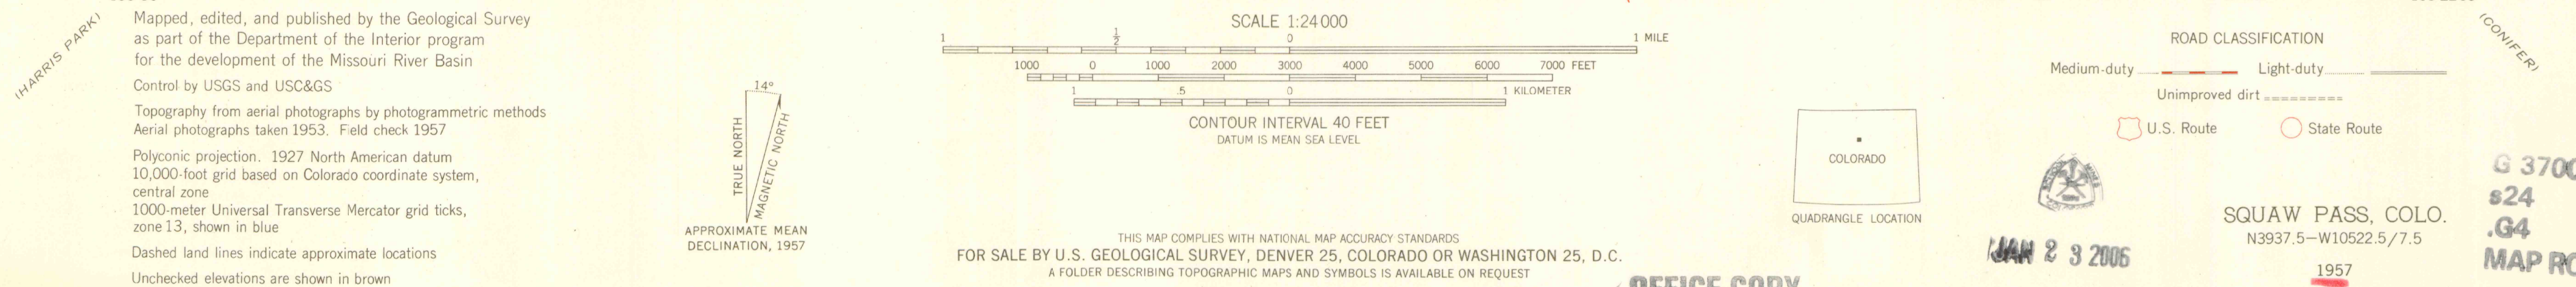 (HARRIS PARK)
Mapped, edited, and published by the Geological Survey
as part of the Department of the Interior program
for the development of the Missouri River Basin
Control by USGS and USC&GS
Topography from aerial photographs by photogrammetric methods
Aerial photographs taken 1953. Field check 1957
Polyconic projection. 1927 North American datum
10,000-foot grid based on Colorado coordinate system,
central zone
1000-meter Universal Transverse Mercator grid ticks,
zone 13, shown in blue
Dashed land lines indicate approximate locations
Unchecked elevations are shown in brown
14°
TRUE NORTH
MAGNETIC NORTH
APPROXIMATE MEAN
DECLINATION, 1957
SCALE 1:24 000
1 ½ 0 1 MILE
1000 0 1000 2000 3000 4000 5000 6000 7000 FEET
1 .5 0 1 KILOMETER
CONTOUR INTERVAL 40 FEET
DATUM IS MEAN SEA LEVEL
THIS MAP COMPLIES WITH NATIONAL MAP ACCURACY STANDARDS
FOR SALE BY U.S. GEOLOGICAL SURVEY, DENVER 25, COLORADO OR WASHINGTON 25, D.C.
A FOLDER DESCRIBING TOPOGRAPHIC MAPS AND SYMBOLS IS AVAILABLE ON REQUEST
OFFICE COPY
COLORADO
QUADRANGLE LOCATION
ROAD CLASSIFICATION
Medium-duty Light-duty
Unimproved dirt
U.S. Route State Route
JAN 23 2006
SQUAW PASS, COLO.
N3937.5—W10522.5/7.5
1957
(CONIFER)
G 370
s24
.G4
MAP